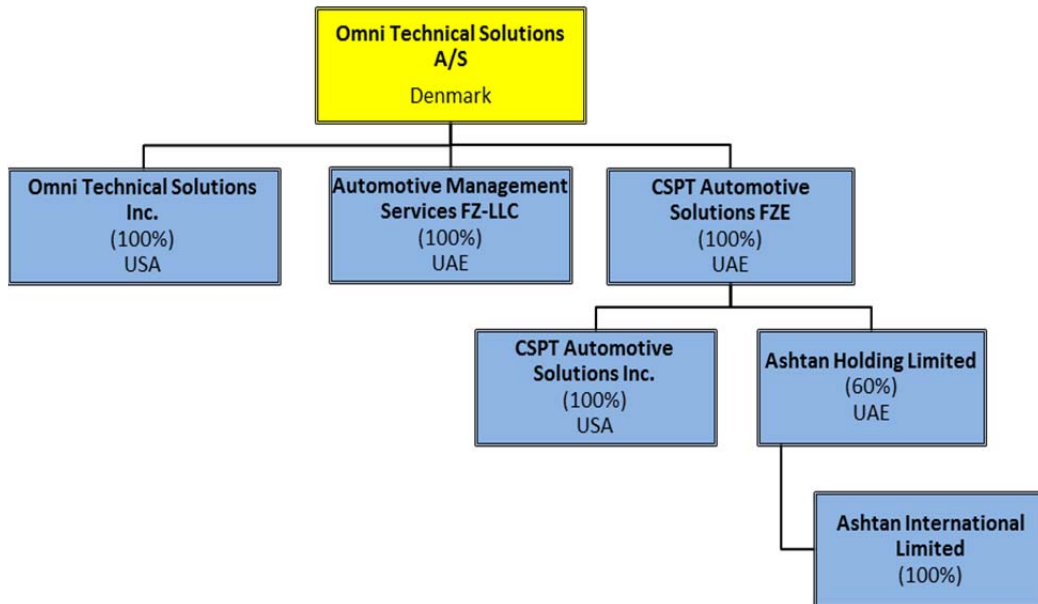 Omni Technical Solutions
A/S
Denmark
Omni Technical Solutions
Inc.
(100%)
USA
Automotive Management
Services FZ-LLC
(100%)
UAE
CSPT Automotive
Solutions FZE
(100%)
UAE
CSPT Automotive
Solutions Inc.
(100%)
USA
Ashtan Holding Limited
(60%)
UAE
Ashtan International
Limited
(100%)